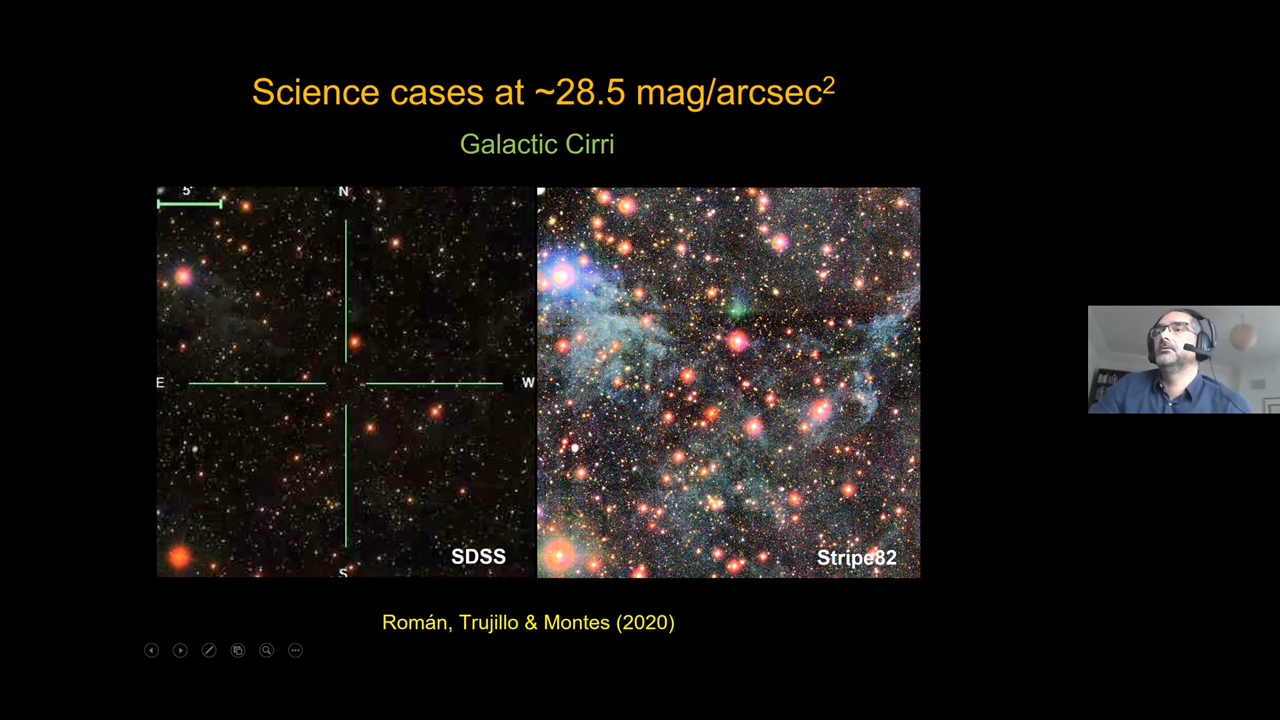 Science cases at ~28.5 mag/arcsec²
Galactic Cirri
5'
N
E
W
S
SDSS
Stripe82
Román, Trujillo & Montes (2020)